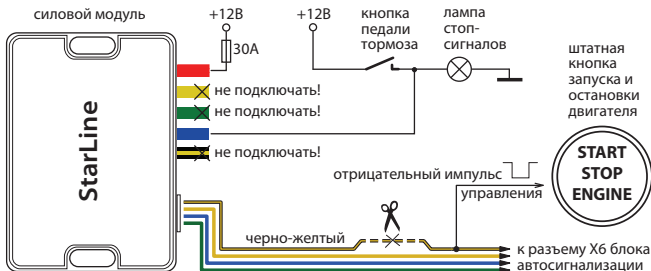 силовой модуль
+12В
+12В
кнопка
педали
тормоза
лампа
стоп-
сигналов
30А
не подключать!
не подключать!
не подключать!
StarLine
штатная
кнопка
запуска и
остановки
двигателя
START
STOP
ENGINE
отрицательный импульс
управления
черно-желтый
к разъему X6 блока
автосигнализации